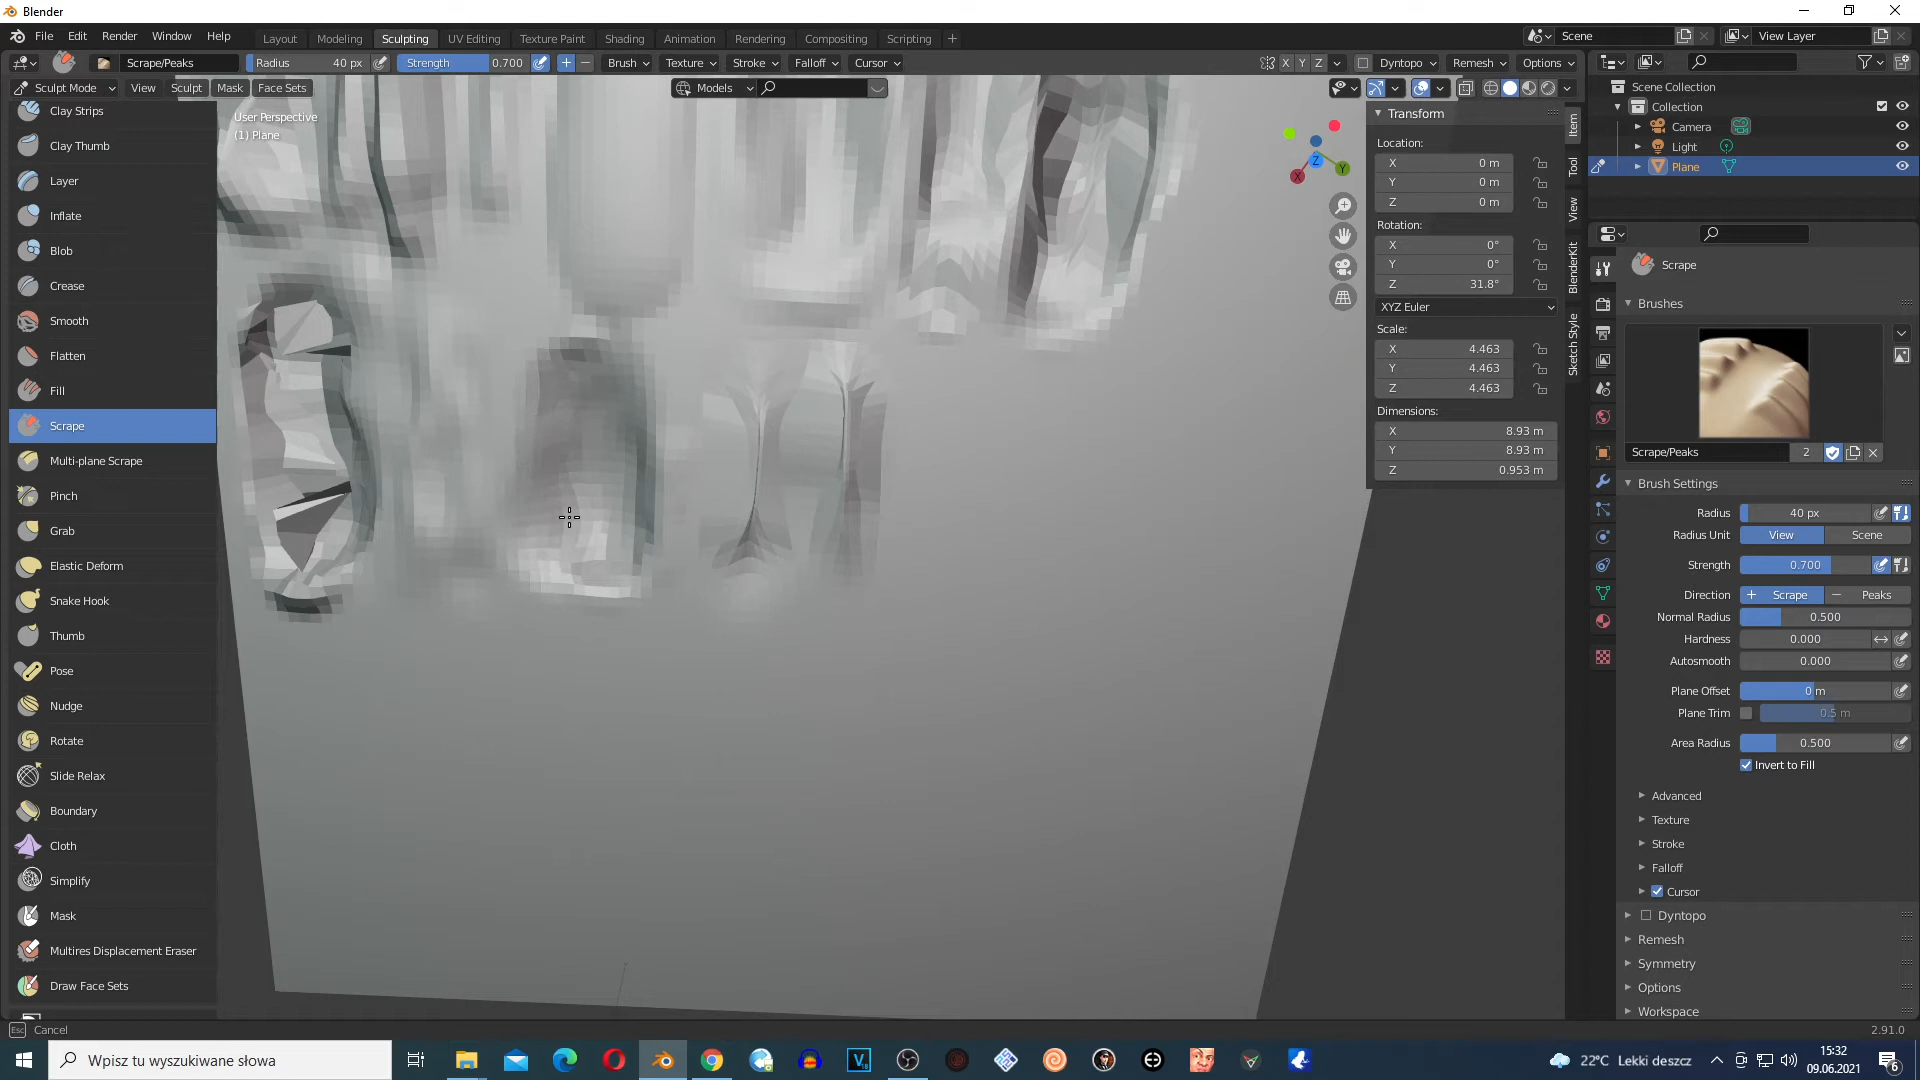 Blender
File Edit Render Window Help
Layout Modeling Sculpting UV Editing Texture Paint Shading Animation Rendering Compositing Scripting +
Scene
View Layer
Scrape/Peaks
Radius 40 px
Strength 0.700
Brush Texture Stroke Falloff Cursor
X Y Z
Dyntopo Remesh Options
Sculpt Mode View Sculpt Mask Face Sets
Models
User Perspective
(1) Plane
Clay Strips
Clay Thumb
Layer
Inflate
Blob
Crease
Smooth
Flatten
Fill
Scrape
Multi-plane Scrape
Pinch
Grab
Elastic Deform
Snake Hook
Thumb
Pose
Nudge
Rotate
Slide Relax
Boundary
Cloth
Simplify
Mask
Multires Displacement Eraser
Draw Face Sets
X Y Z
Transform
Location:
X 0 m
Y 0 m
Z 0 m
Rotation:
X 0°
Y 0°
Z 31.8°
XYZ Euler
Scale:
X 4.463
Y 4.463
Z 4.463
Dimensions:
X 8.93 m
Y 8.93 m
Z 0.953 m
Item
Tool
View
BlenderKit
Sketch Style
Scene Collection
Collection
Camera
Light
Plane
Scrape
Brushes
Scrape/Peaks 2
Brush Settings
Radius 40 px
Radius Unit View Scene
Strength 0.700
Direction + Scrape − Peaks
Normal Radius 0.500
Hardness 0.000
Autosmooth 0.000
Plane Offset 0 m
Plane Trim 0.5 m
Area Radius 0.500
Invert to Fill
Advanced
Texture
Stroke
Falloff
Cursor
Dyntopo
Remesh
Symmetry
Options
Workspace
Esc Cancel
2.91.0
Wpisz tu wyszukiwane słowa
22°C Lekki deszcz
15:32
09.06.2021
6